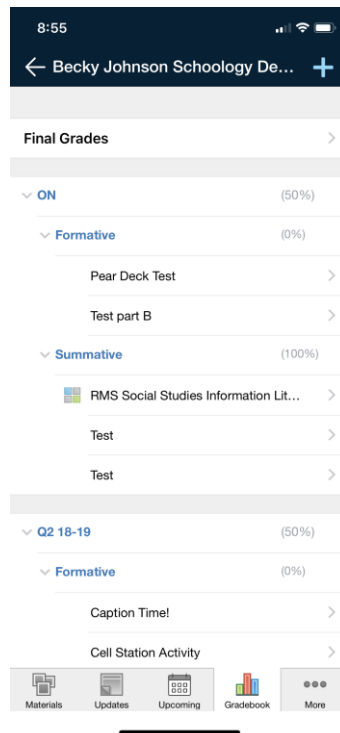 8:55
Becky Johnson Schoology De...
Final Grades
ON (50%)
Formative (0%)
Pear Deck Test
Test part B
Summative (100%)
RMS Social Studies Information Lit...
Test
Test
Q2 18-19 (50%)
Formative (0%)
Caption Time!
Cell Station Activity
Materials Updates Upcoming Gradebook More